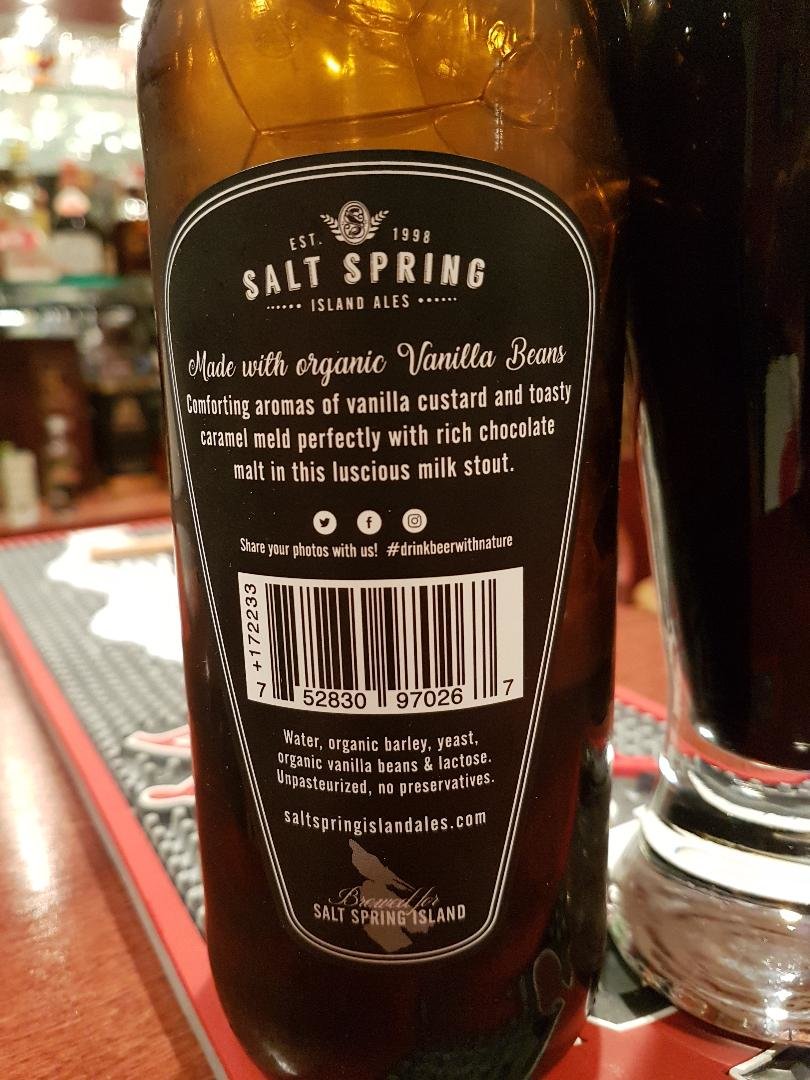 EST. 1998
SALT SPRING
ISLAND ALES
Made with organic Vanilla Beans
Comforting aromas of vanilla custard and toasty
caramel meld perfectly with rich chocolate
malt in this luscious milk stout.
Share your photos with us! #drinkbeerwithnature
+172233
7 52830 97026 7
Water, organic barley, yeast,
organic vanilla beans & lactose.
Unpasteurized, no preservatives.
saltspringislandales.com
Brewed for
SALT SPRING ISLAND